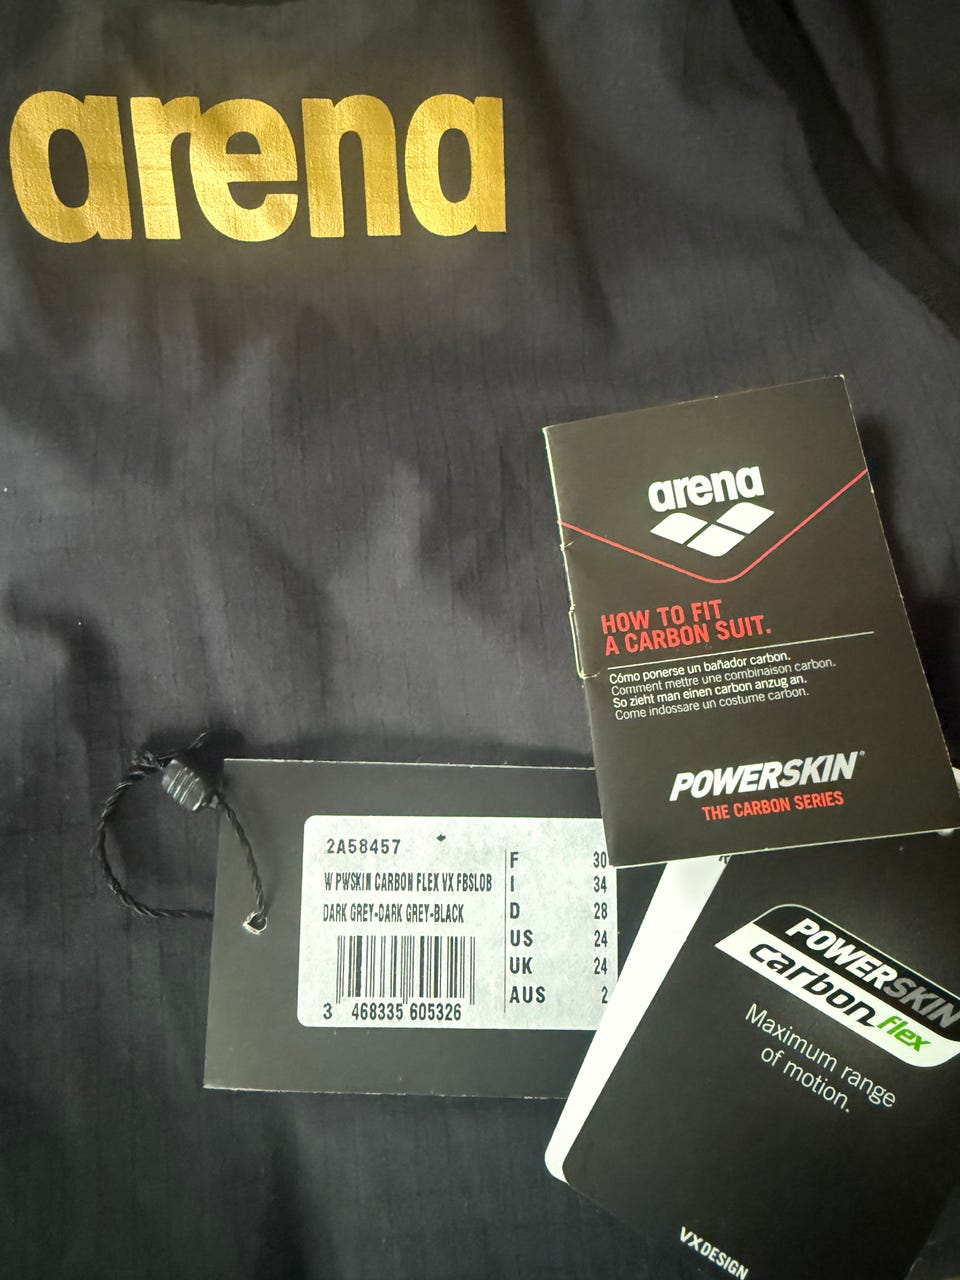 arena
arena
HOW TO FIT
A CARBON SUIT.
Cómo ponerse un bañador carbon.
Comment mettre une combinaison carbon.
So zieht man einen carbon anzug an.
Come indossare un costume carbon.
POWERSKIN®
THE CARBON SERIES
2A58457
W PWSKIN CARBON FLEX VX FBSLOB
DARK GREY-DARK GREY-BLACK
3 468335 605326
F 30
I 34
D 28
US 24
UK 24
AUS 2
POWERSKIN
carbon flex
Maximum range
of motion.
VXDESIGN